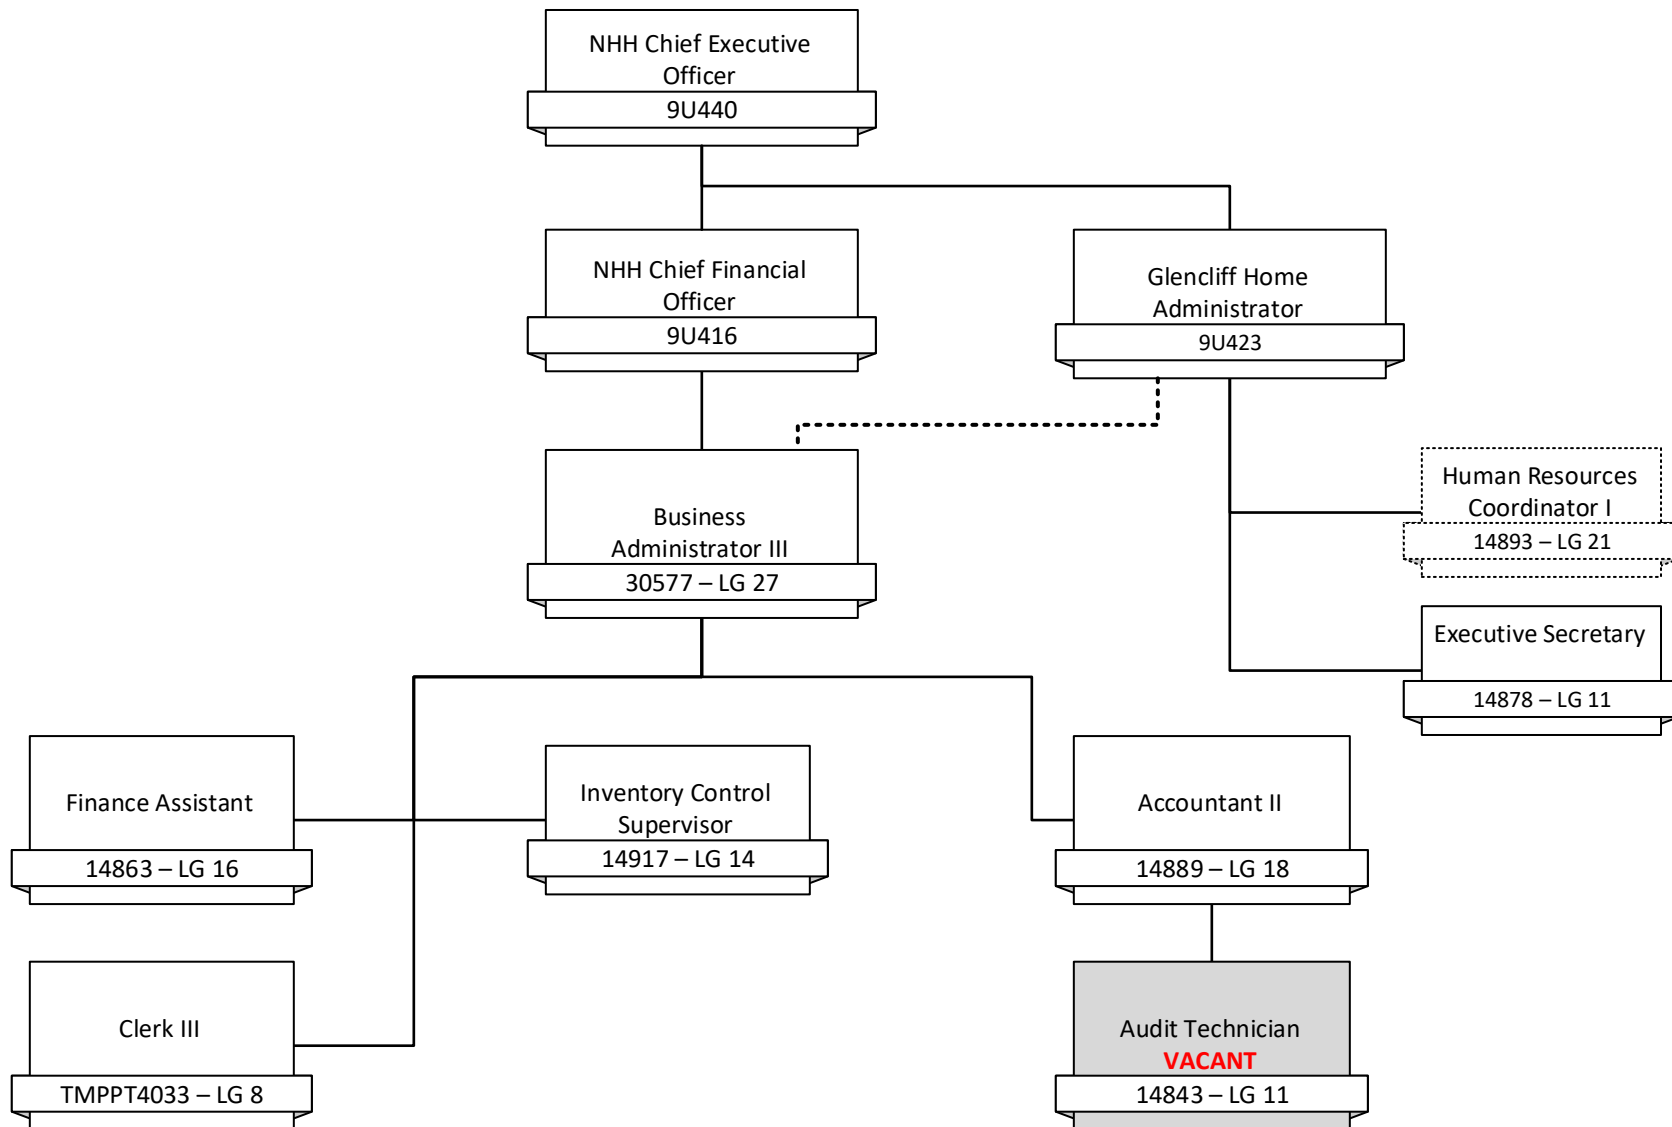 NHH Chief Executive
Officer
9U440
NHH Chief Financial
Officer
9U416
Glencliff Home
Administrator
9U423
Business
Administrator III
30577 – LG 27
Human Resources
Coordinator I
14893 – LG 21
Executive Secretary
14878 – LG 11
Finance Assistant
14863 – LG 16
Inventory Control
Supervisor
14917 – LG 14
Accountant II
14889 – LG 18
Clerk III
TMPPT4033 – LG 8
Audit Technician
VACANT
14843 – LG 11